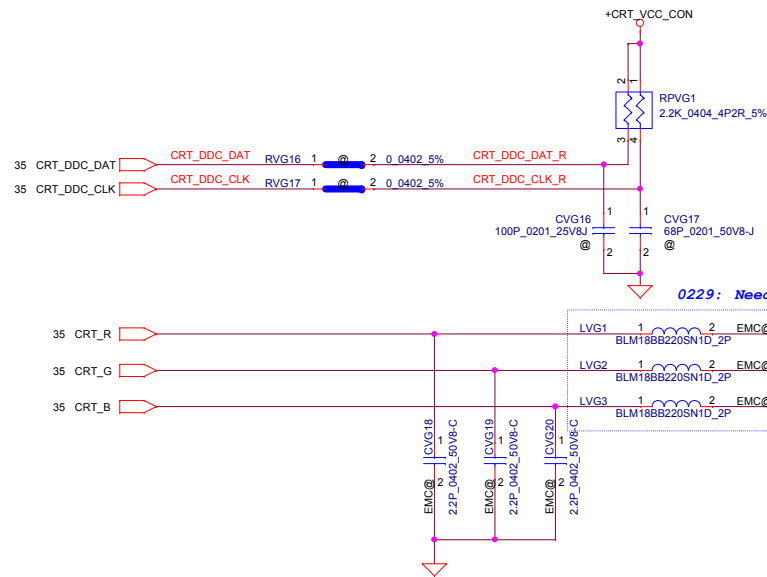 +CRT_VCC_CON
2 1
RPVG1
2.2K_0404_4P2R_5%
3 4
35 CRT_DDC_DAT CRT_DDC_DAT RVG16 1 @ 2 0_0402_5% CRT_DDC_DAT_R
35 CRT_DDC_CLK CRT_DDC_CLK RVG17 1 @ 2 0_0402_5% CRT_DDC_CLK_R
1 1
CVG16 CVG17
100P_0201_25V8J 68P_0201_50V8-J
@ 2 2 @
0229: Need
35 CRT_R LVG1 1 2 EMC@
BLM18BB220SN1D_2P
35 CRT_G LVG2 1 2 EMC@
BLM18BB220SN1D_2P
35 CRT_B LVG3 1 2 EMC@
BLM18BB220SN1D_2P
EMC@ CVG18
1 2
2.2P_0402_50V8-C
EMC@ CVG19
1 2
2.2P_0402_50V8-C
EMC@ CVG20
1 2
2.2P_0402_50V8-C